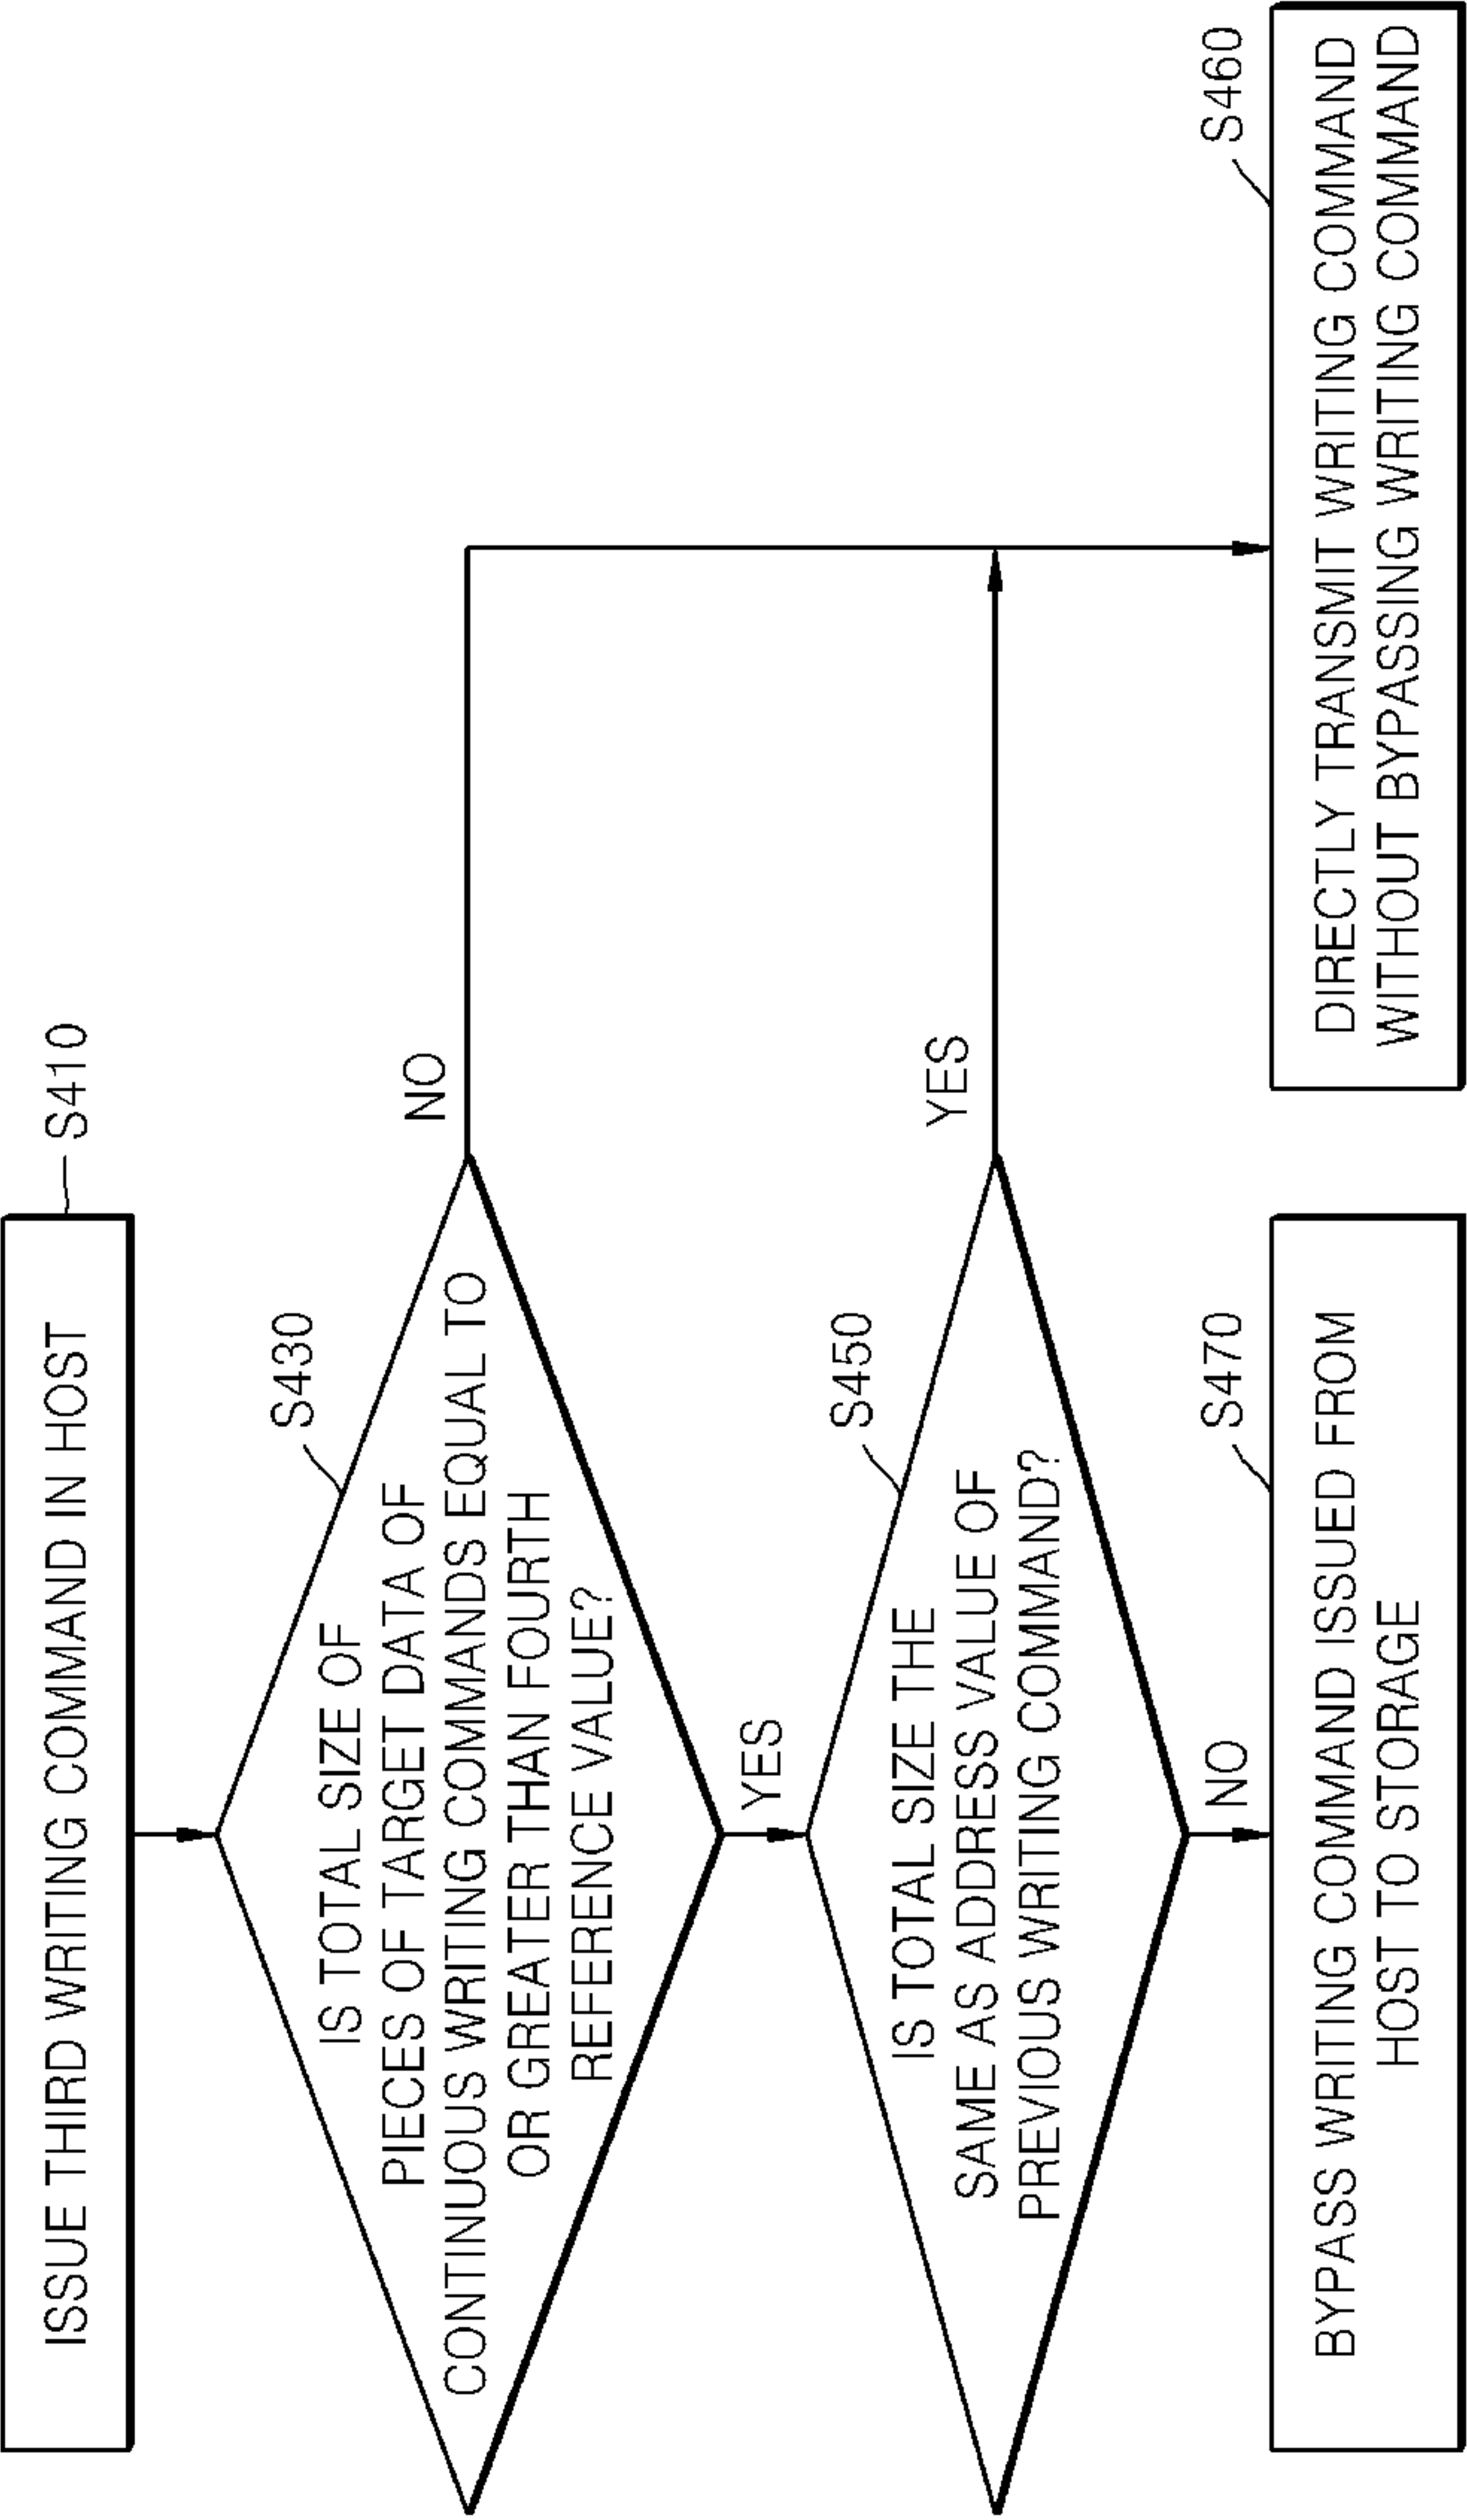 ISSUE THIRD WRITING COMMAND IN HOST
S410
S430
IS TOTAL SIZE OF
PIECES OF TARGET DATA OF
CONTINUOUS WRITING COMMANDS EQUAL TO
OR GREATER THAN FOURTH
REFERENCE VALUE?
NO
YES
S450
IS TOTAL SIZE THE
SAME AS ADDRESS VALUE OF
PREVIOUS WRITING COMMAND?
YES
NO
S470
BYPASS WRITING COMMAND ISSUED FROM
HOST TO STORAGE
S460
DIRECTLY TRANSMIT WRITING COMMAND
WITHOUT BYPASSING WRITING COMMAND